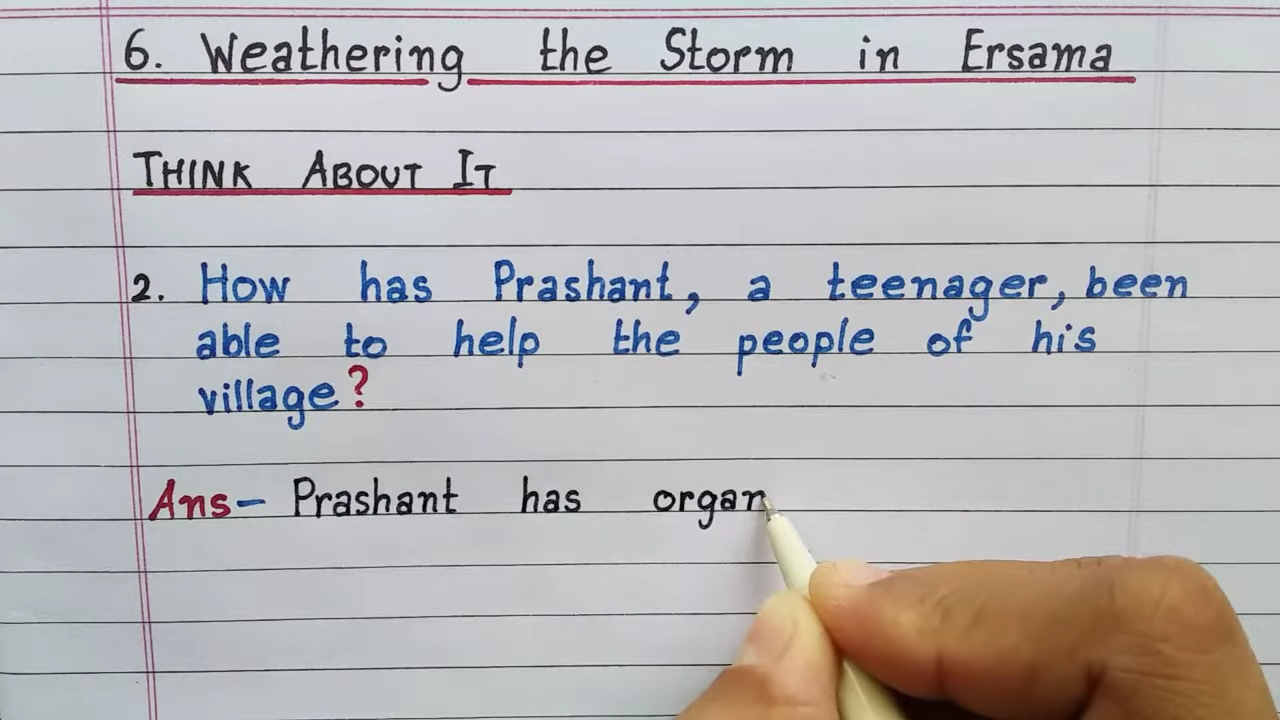 6. Weathering the Storm in Ersama
THINK ABOUT IT
2. How has Prashant, a teenager, been
able to help the people of his
village?
Ans- Prashant has organ